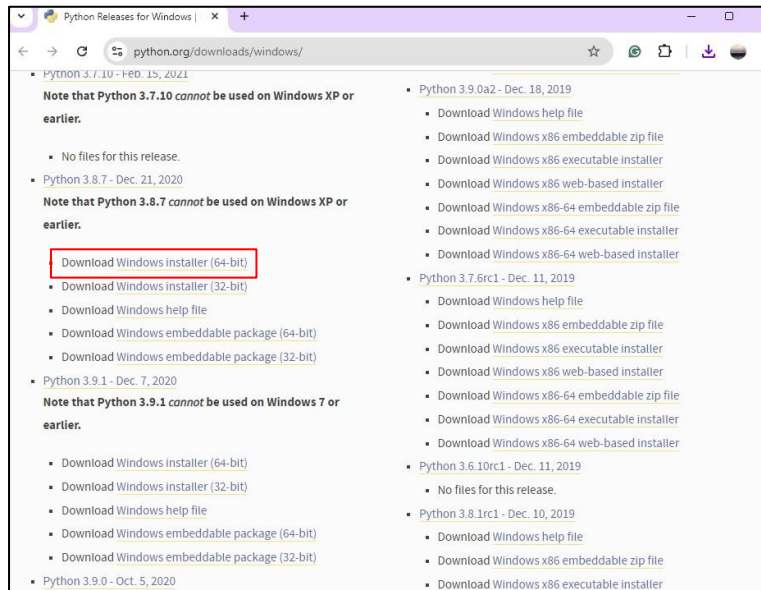 Python Releases for Windows |
python.org/downloads/windows/
Python 3.7.10 - Feb. 15, 2021
Note that Python 3.7.10 cannot be used on Windows XP or
earlier.
No files for this release.
Python 3.8.7 - Dec. 21, 2020
Note that Python 3.8.7 cannot be used on Windows XP or
earlier.
Download Windows installer (64-bit)
Download Windows installer (32-bit)
Download Windows help file
Download Windows embeddable package (64-bit)
Download Windows embeddable package (32-bit)
Python 3.9.1 - Dec. 7, 2020
Note that Python 3.9.1 cannot be used on Windows 7 or
earlier.
Download Windows installer (64-bit)
Download Windows installer (32-bit)
Download Windows help file
Download Windows embeddable package (64-bit)
Download Windows embeddable package (32-bit)
Python 3.9.0 - Oct. 5, 2020
Python 3.9.0a2 - Dec. 18, 2019
Download Windows help file
Download Windows x86 embeddable zip file
Download Windows x86 executable installer
Download Windows x86 web-based installer
Download Windows x86-64 embeddable zip file
Download Windows x86-64 executable installer
Download Windows x86-64 web-based installer
Python 3.7.6rc1 - Dec. 11, 2019
Download Windows help file
Download Windows x86 embeddable zip file
Download Windows x86 executable installer
Download Windows x86 web-based installer
Download Windows x86-64 embeddable zip file
Download Windows x86-64 executable installer
Download Windows x86-64 web-based installer
Python 3.6.10rc1 - Dec. 11, 2019
No files for this release.
Python 3.8.1rc1 - Dec. 10, 2019
Download Windows help file
Download Windows x86 embeddable zip file
Download Windows x86 executable installer